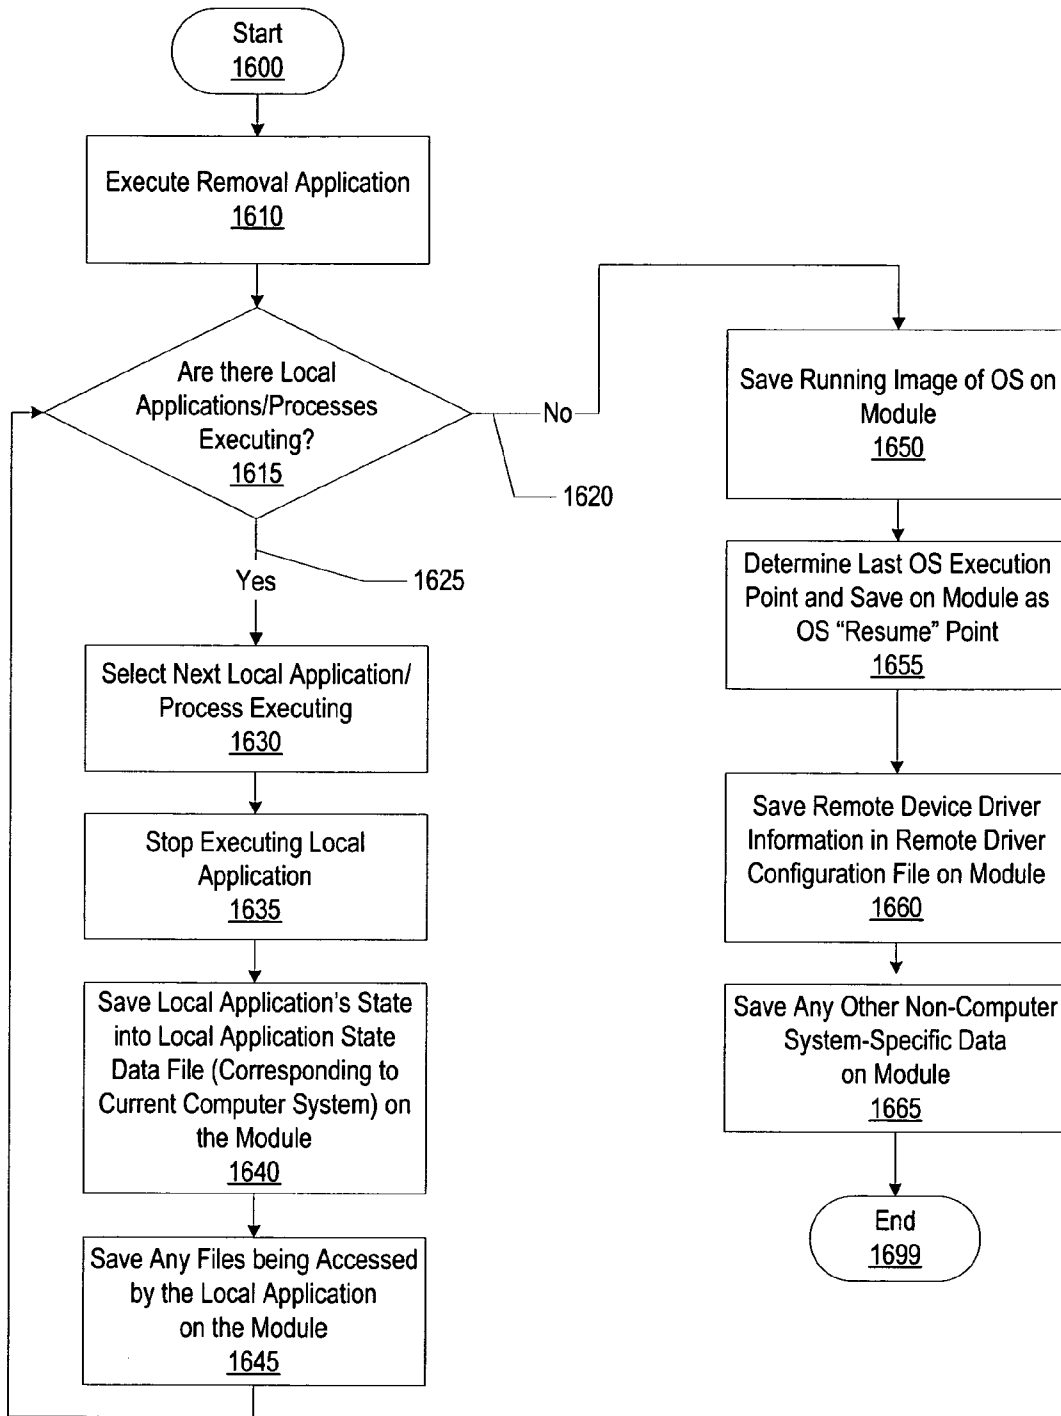 Start
1600
Execute Removal Application
1610
Are there Local
Applications/Processes
Executing?
1615
No
1620
Yes
1625
Select Next Local Application/
Process Executing
1630
Stop Executing Local
Application
1635
Save Local Application's State
into Local Application State
Data File (Corresponding to
Current Computer System) on
the Module
1640
Save Any Files being Accessed
by the Local Application
on the Module
1645
Save Running Image of OS on
Module
1650
Determine Last OS Execution
Point and Save on Module as
OS “Resume” Point
1655
Save Remote Device Driver
Information in Remote Driver
Configuration File on Module
1660
Save Any Other Non-Computer
System-Specific Data
on Module
1665
End
1699